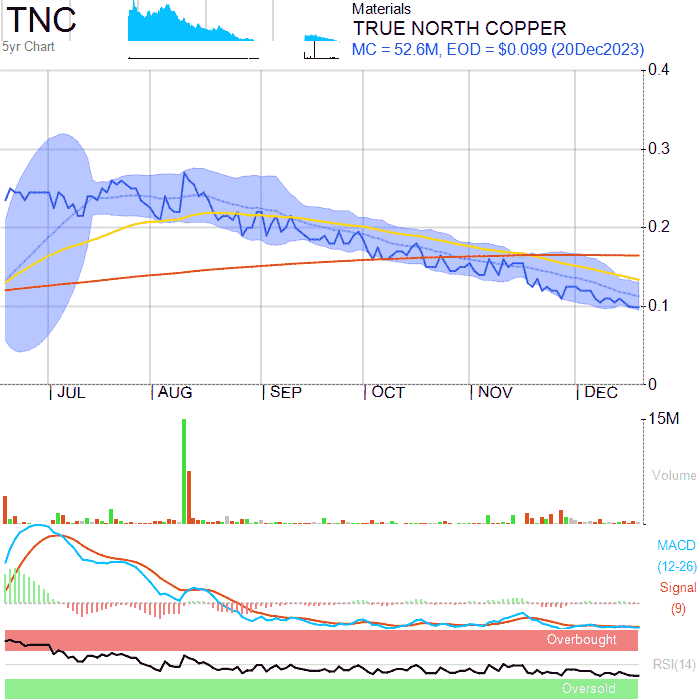 TNC
5yr Chart
Materials
TRUE NORTH COPPER
MC = 52.6M, EOD = $0.099 (20Dec2023)
0.4
0.3
0.2
0.1
0
JUL AUG SEP OCT NOV DEC
15M
Volume
MACD
(12-26)
Signal
(9)
Overbought
RSI(14)
Oversold